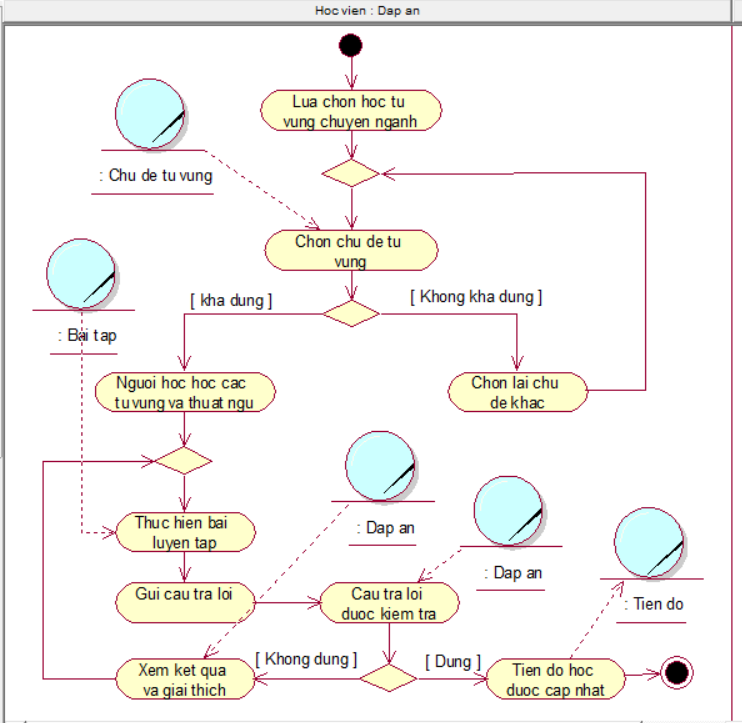 Hoc vien : Dap an
Lua chon hoc tu
vung chuyen nganh
: Chu de tu vung
Chon chu de tu
vung
[ kha dung ]
[ Khong kha dung ]
: Bai tap
Nguoi hoc hoc cac
tu vung va thuat ngu
Chon lai chu
de khac
Thuc hien bai
luyen tap
: Dap an
: Dap an
Gui cau tra loi
Cau tra loi
duoc kiem tra
: Tien do
[ Khong dung ]
[ Dung ]
Xem ket qua
va giai thich
Tien do hoc
duoc cap nhat